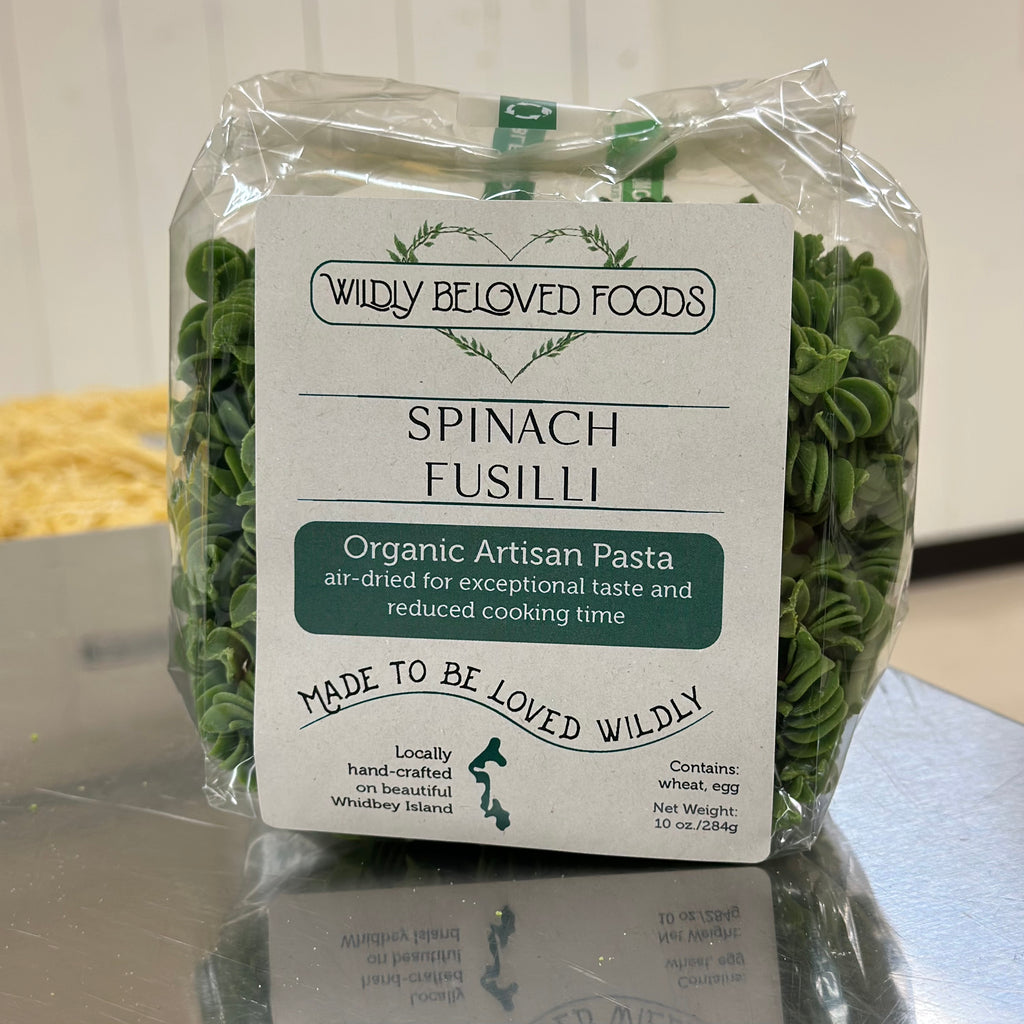 WILDLY BELOVED FOODS
SPINACH
FUSILLI
Organic Artisan Pasta
air-dried for exceptional taste and
reduced cooking time
MADE TO BE LOVED WILDLY
Locally
hand-crafted
on beautiful
Whidbey Island
Contains:
wheat, egg
Net Weight:
10 oz./284g